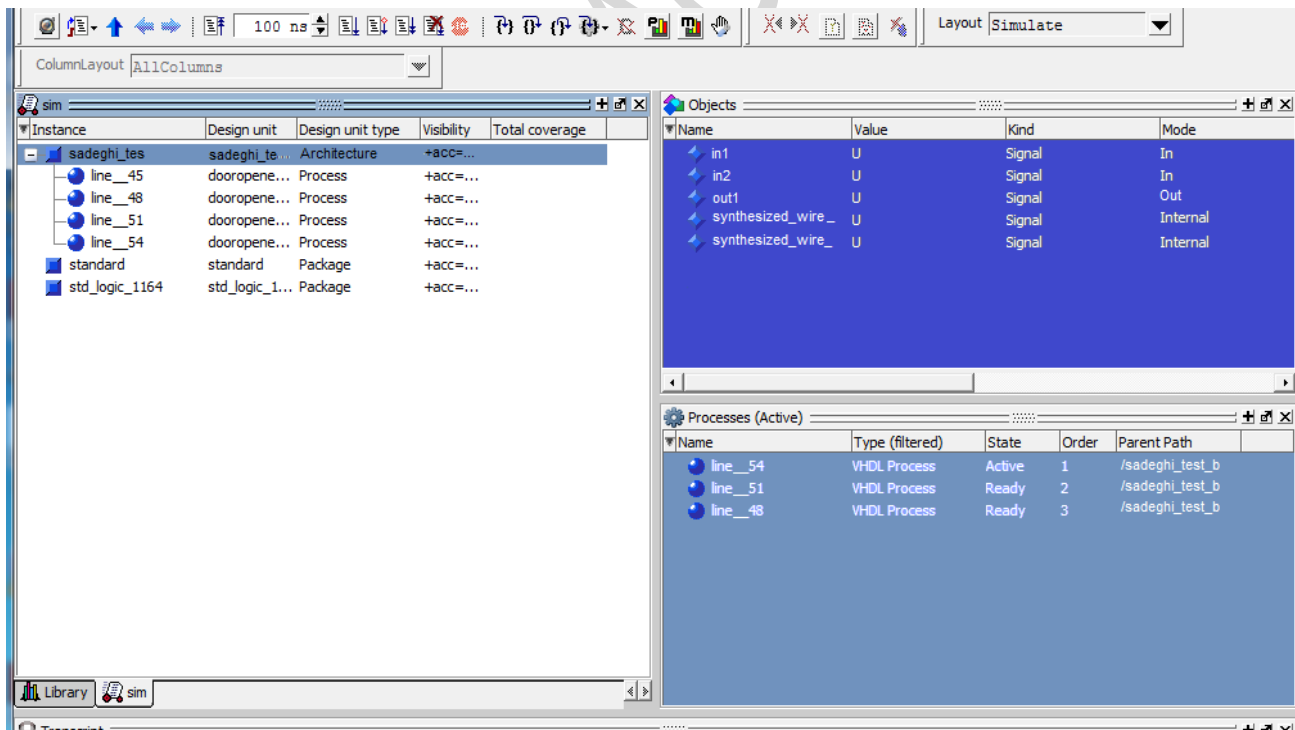 100 ns
Layout Simulate
ColumnLayout AllColumns
sim
Instance Design unit Design unit type Visibility Total coverage
sadeghi_tes sadeghi_te... Architecture +acc=...
line__45 dooropene... Process +acc=...
line__48 dooropene... Process +acc=...
line__51 dooropene... Process +acc=...
line__54 dooropene... Process +acc=...
standard standard Package +acc=...
std_logic_1164 std_logic_1... Package +acc=...
Library sim
Objects
Name Value Kind Mode
in1 U Signal In
in2 U Signal In
out1 U Signal Out
synthesized_wire_ U Signal Internal
synthesized_wire_ U Signal Internal
Processes (Active)
Name Type (filtered) State Order Parent Path
line__54 VHDL Process Active 1 /sadeghi_test_b
line__51 VHDL Process Ready 2 /sadeghi_test_b
line__48 VHDL Process Ready 3 /sadeghi_test_b
Transcript